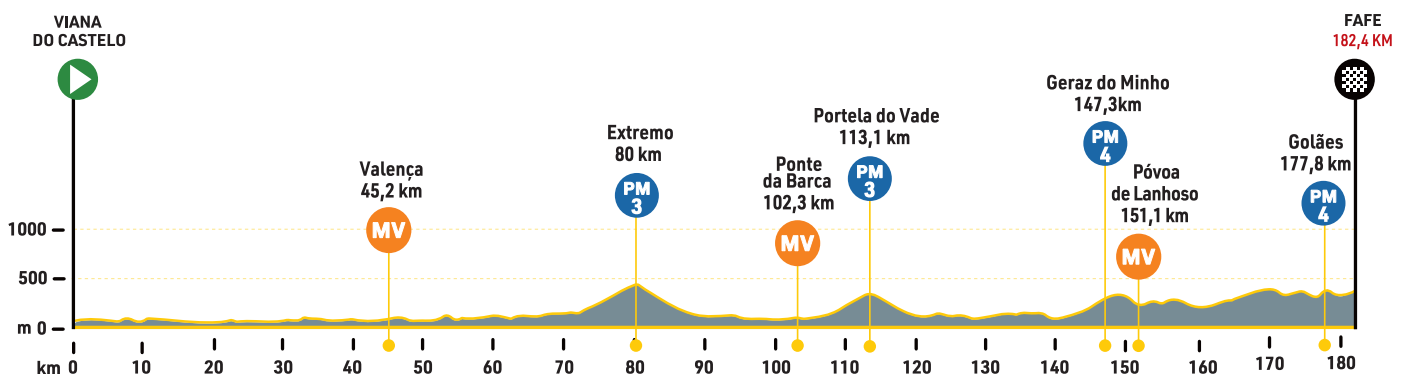 VIANA
DO CASTELO
FAFE
182,4 KM
Geraz do Minho
147,3km
Portela do Vade
113,1 km
Extremo
80 km
Golães
177,8 km
Valença
45,2 km
Ponte
da Barca
102,3 km
Póvoa
de Lanhoso
151,1 km
PM
4
PM
3
PM
3
PM
4
MV
MV
MV
1000
500
m 0
km 0 10 20 30 40 50 60 70 80 90 100 110 120 130 140 150 160 170 180